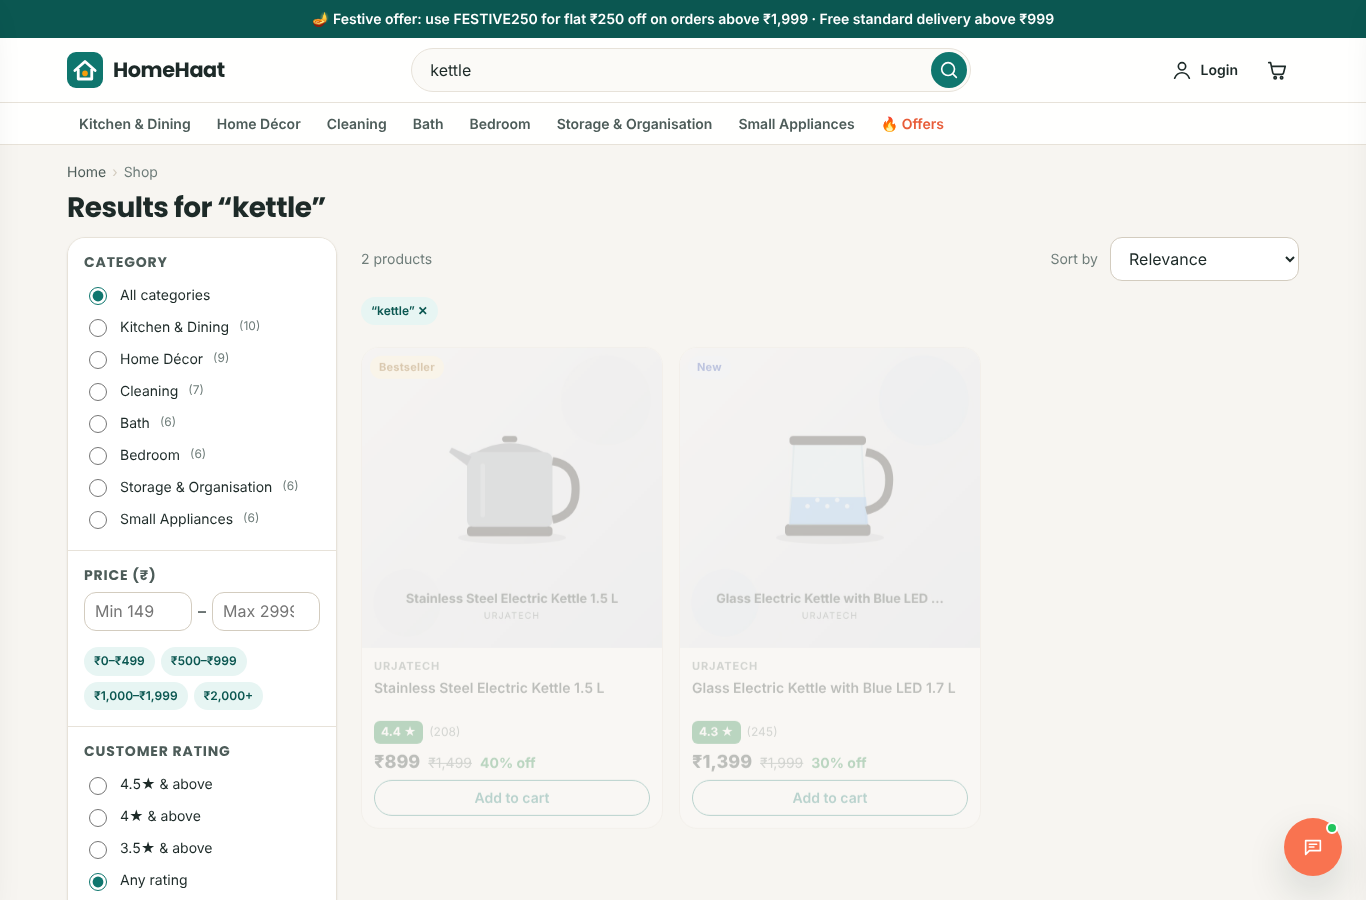 🪔 Festive offer: use FESTIVE250 for flat ₹250 off on orders above ₹1,999 · Free standard delivery above ₹999
HomeHaat
kettle
Login
Kitchen & Dining
Home Décor
Cleaning
Bath
Bedroom
Storage & Organisation
Small Appliances
🔥 Offers
Home › Shop
Results for “kettle”
CATEGORY
All categories
Kitchen & Dining (10)
Home Décor (9)
Cleaning (7)
Bath (6)
Bedroom (6)
Storage & Organisation (6)
Small Appliances (6)
PRICE (₹)
Min 149 – Max 299
₹0–₹499
₹500–₹999
₹1,000–₹1,999
₹2,000+
CUSTOMER RATING
4.5★ & above
4★ & above
3.5★ & above
Any rating
2 products
Sort by
Relevance
“kettle” ✕
Bestseller
Stainless Steel Electric Kettle 1.5 L
URJATECH
URJATECH
Stainless Steel Electric Kettle 1.5 L
4.4 ★ (208)
₹899 ₹1,499 40% off
Add to cart
New
Glass Electric Kettle with Blue LED ...
URJATECH
URJATECH
Glass Electric Kettle with Blue LED 1.7 L
4.3 ★ (245)
₹1,399 ₹1,999 30% off
Add to cart